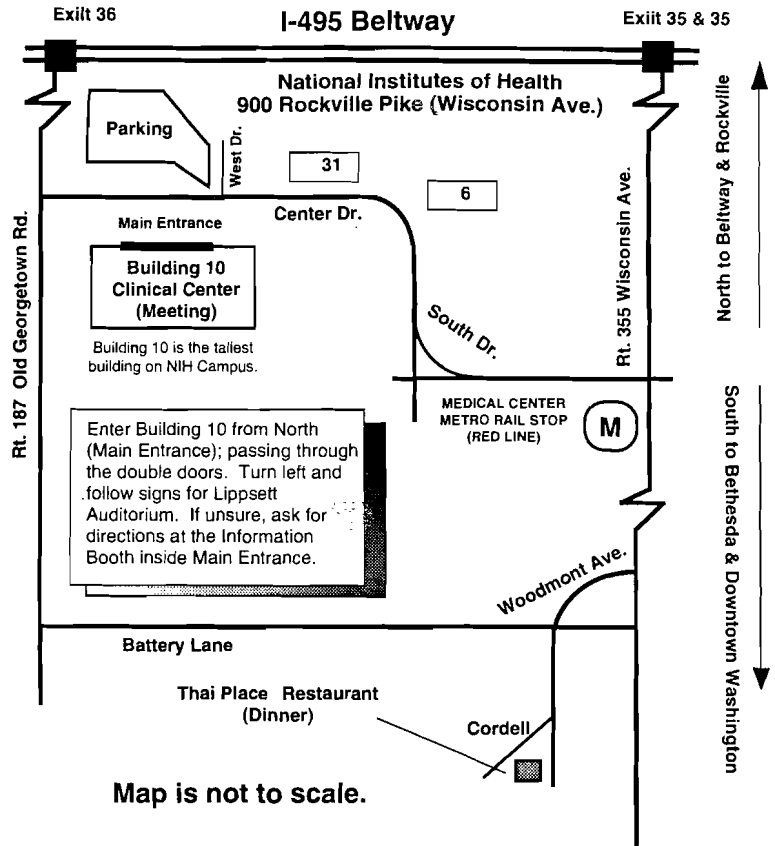 Exilt 36
I-495 Beltway
Exiit 35 & 35
National Institutes of Health
900 Rockville Pike (Wisconsin Ave.)
Parking
West Dr.
31
6
Center Dr.
Main Entrance
Building 10
Clinical Center
(Meeting)
Building 10 is the tallest
building on NIH Campus.
South Dr.
Rt. 355 Wisconsin Ave.
North to Beltway & Rockville
Rt. 187 Old Georgetown Rd.
MEDICAL CENTER
METRO RAIL STOP
(RED LINE)
M
Enter Building 10 from North
(Main Entrance); passing through
the double doors. Turn left and
follow signs for Lippsett
Auditorium. If unsure, ask for
directions at the Information
Booth inside Main Entrance.
South to Bethesda & Downtown Washington
Woodmont Ave.
Battery Lane
Thai Place Restaurant
(Dinner)
Cordell
Map is not to scale.